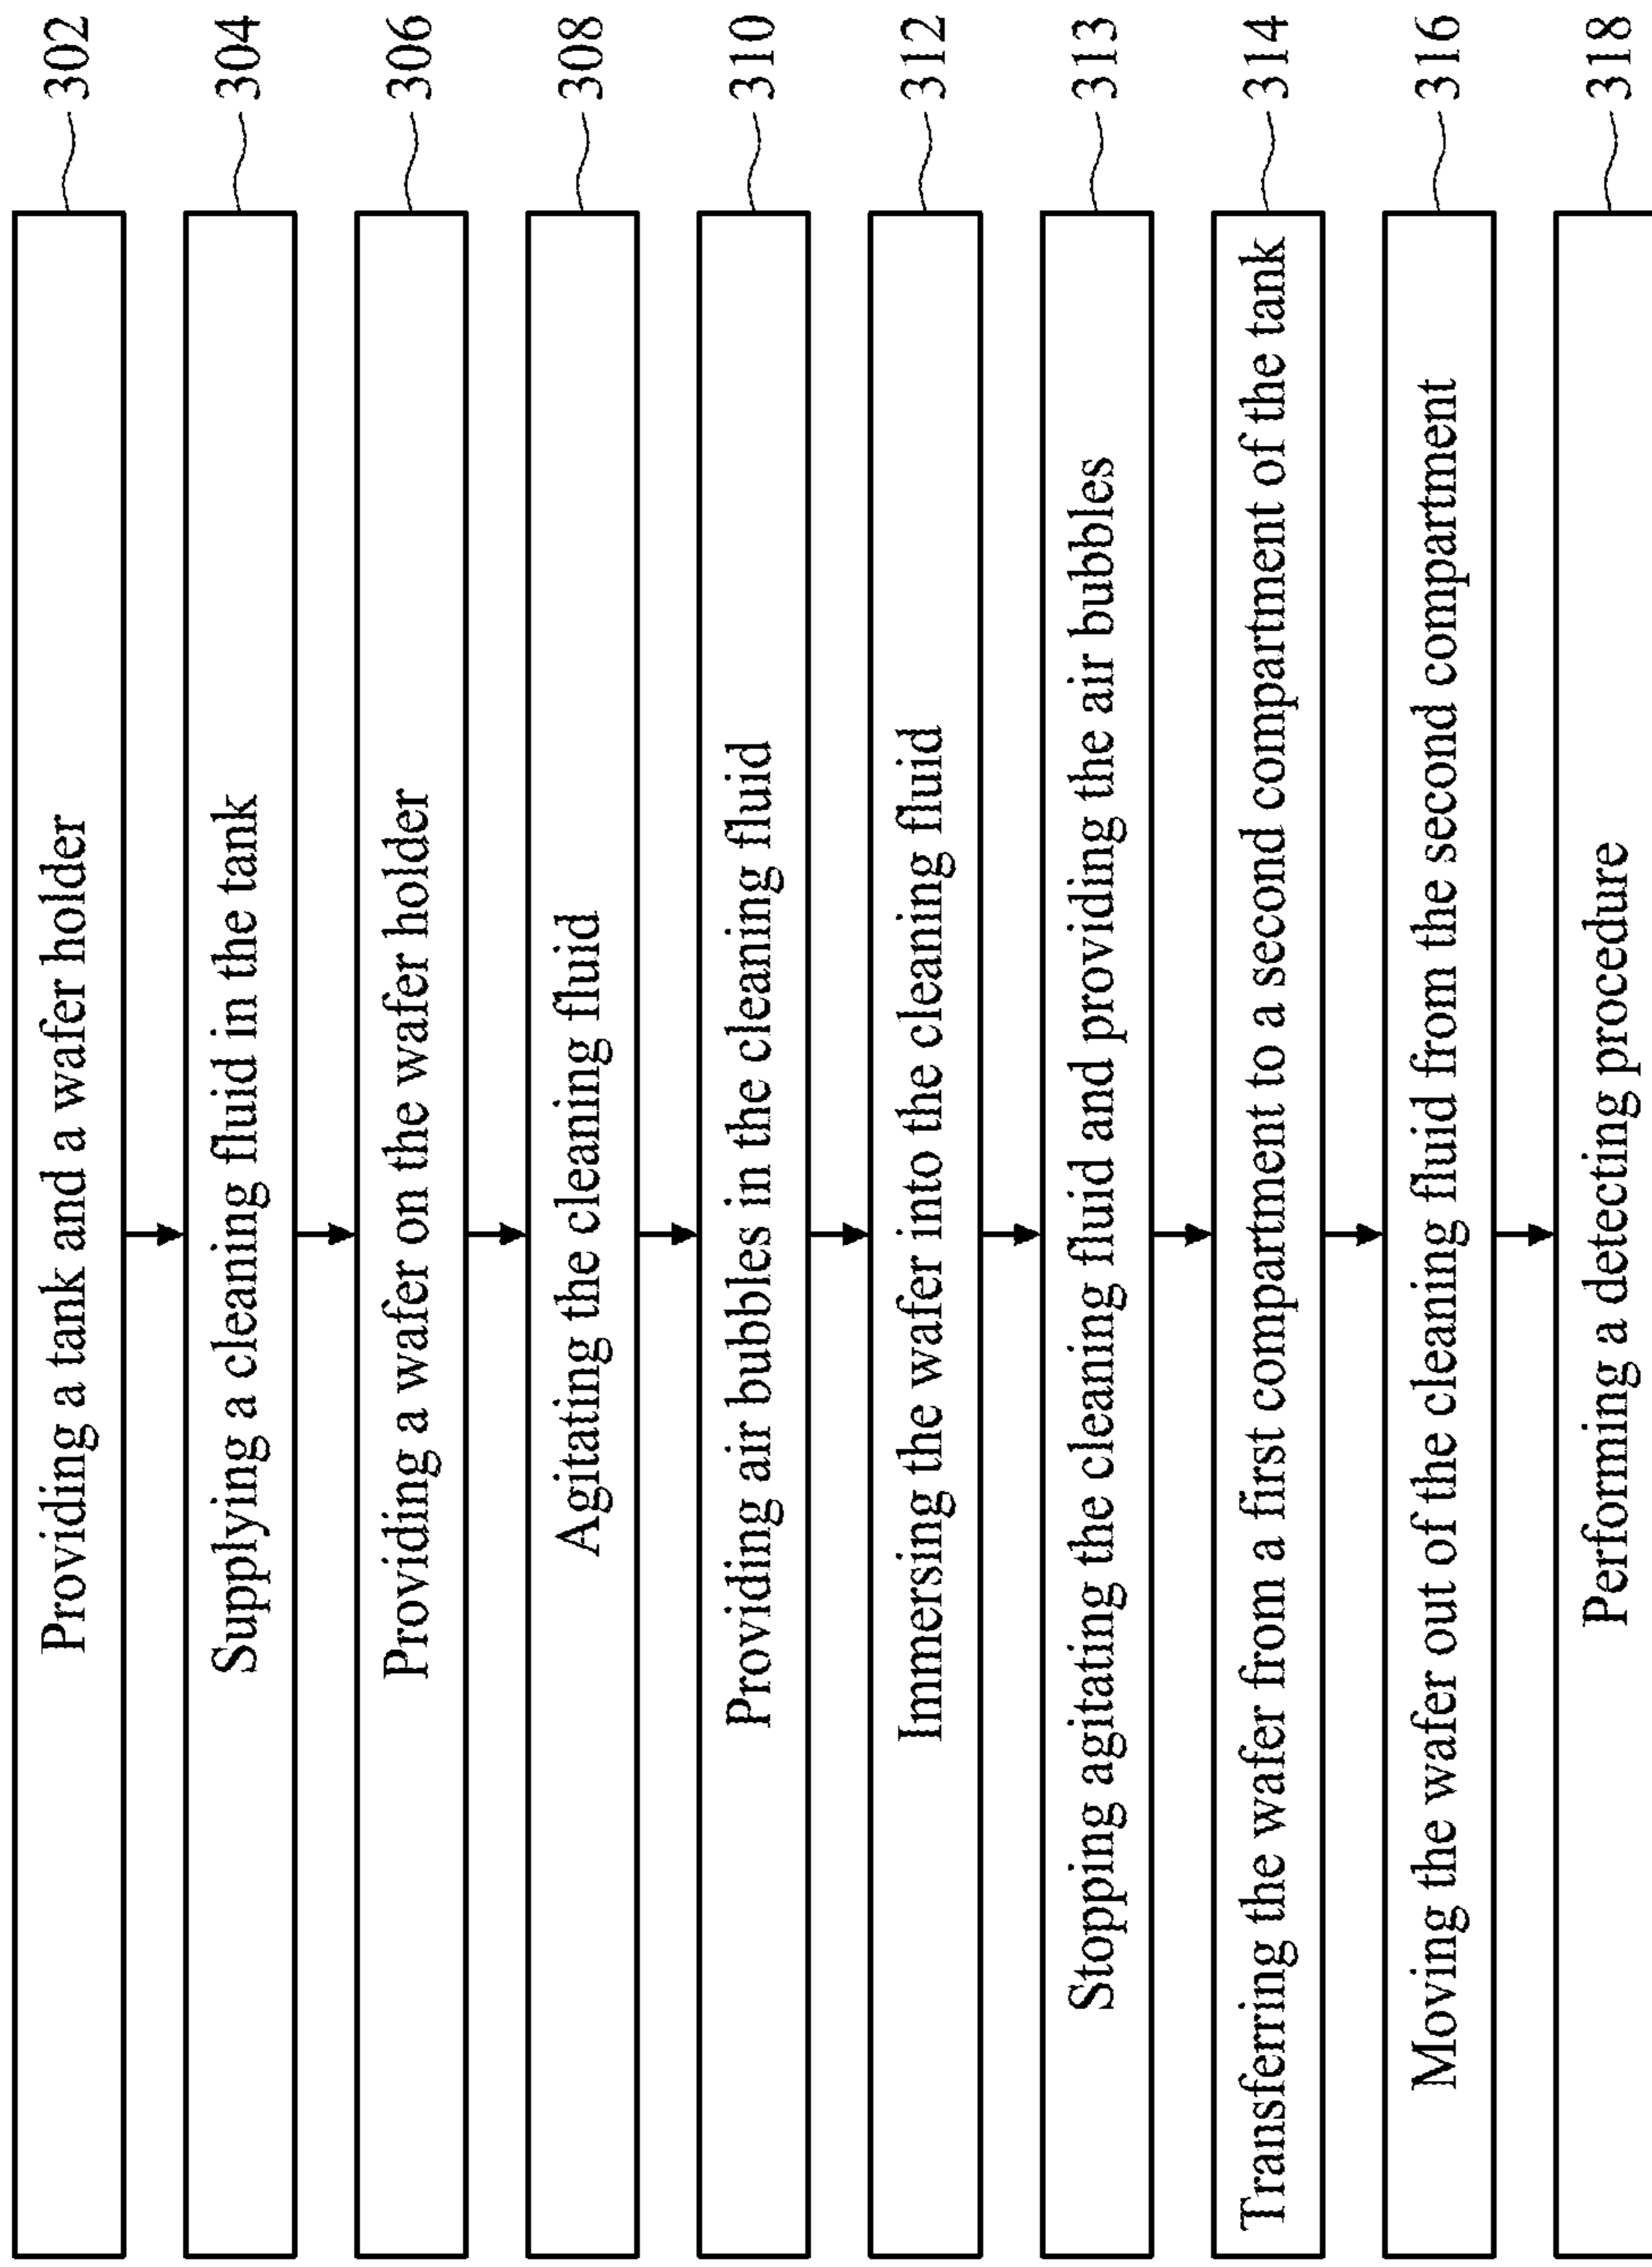 Providing a tank and a wafer holder 302
Supplying a cleaning fluid in the tank 304
Providing a wafer on the wafer holder 306
Agitating the cleaning fluid 308
Providing air bubbles in the cleaning fluid 310
Immersing the wafer into the cleaning fluid 312
Stopping agitating the cleaning fluid and providing the air bubbles 313
Transferring the wafer from a first compartment to a second compartment of the tank 314
Moving the wafer out of the cleaning fluid from the second compartment 316
Performing a detecting procedure 318